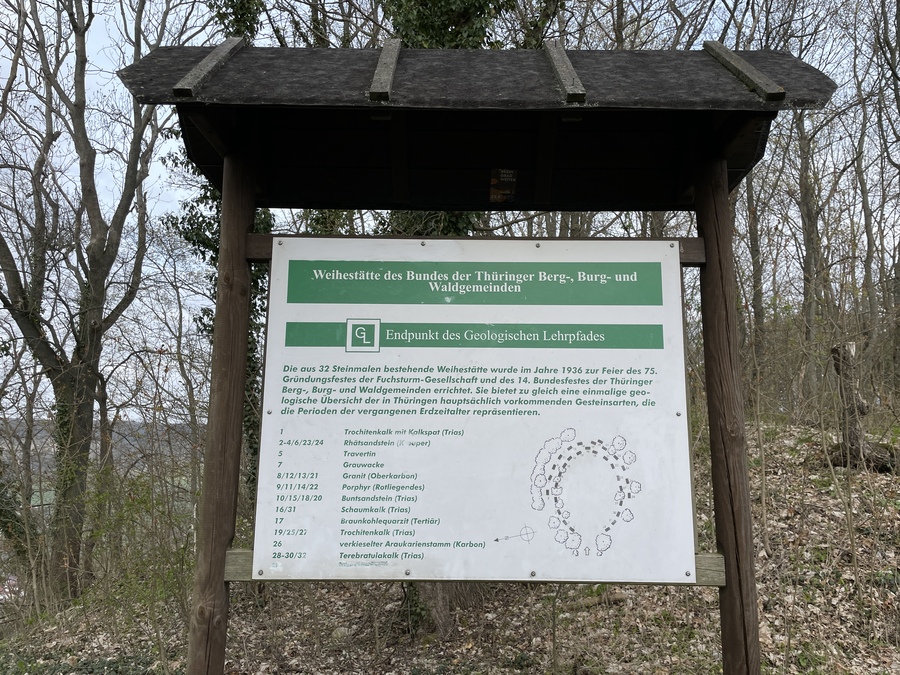 Weihestätte des Bundes der Thüringer Berg-, Burg- und
Waldgemeinden
GL Endpunkt des Geologischen Lehrpfades
Die aus 32 Steinmalen bestehende Weihestätte wurde im Jahre 1936 zur Feier des 75.
Gründungsfestes der Fuchsturm-Gesellschaft und des 14. Bundesfestes der Thüringer
Berg-, Burg- und Waldgemeinden errichtet. Sie bietet zu gleich eine einmalige geo-
logische Übersicht der in Thüringen hauptsächlich vorkommenden Gesteinsarten, die
die Perioden der vergangenen Erdzeitalter repräsentieren.
1 Trochitenkalk mit Kalkspat (Trias)
2-4/6/23/24 Rhätsandstein (K uper)
5 Travertin
7 Grauwacke
8/12/13/21 Granit (Oberkarbon)
9/11/14/22 Porphyr (Rotliegendes)
10/15/18/20 Buntsandstein (Trias)
16/31 Schaumkalk (Trias)
17 Braunkohlequarzit (Tertiär)
19/25/27 Trochitenkalk (Trias)
26 verkieselter Araukarienstamm (Karbon)
28-30/32 Terebratulakalk (Trias)